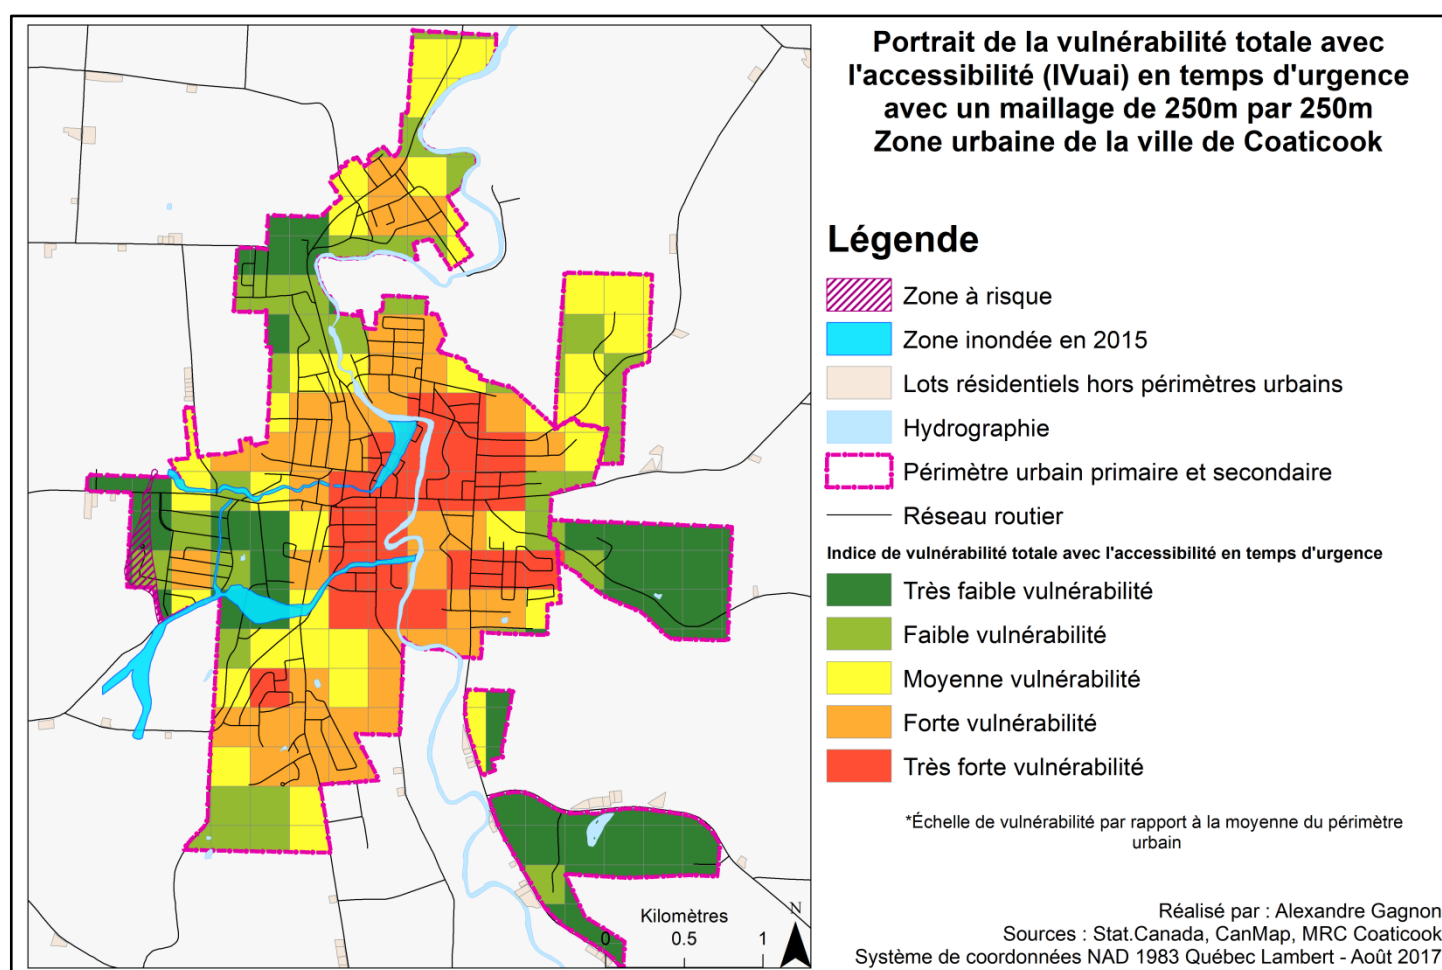 Portrait de la vulnérabilité totale avec
l'accessibilité (IVuai) en temps d'urgence
avec un maillage de 250m par 250m
Zone urbaine de la ville de Coaticook
Légende
Zone à risque
Zone inondée en 2015
Lots résidentiels hors périmètres urbains
Hydrographie
Périmètre urbain primaire et secondaire
Réseau routier
Indice de vulnérabilité totale avec l'accessibilité en temps d'urgence
Très faible vulnérabilité
Faible vulnérabilité
Moyenne vulnérabilité
Forte vulnérabilité
Très forte vulnérabilité
*Échelle de vulnérabilité par rapport à la moyenne du périmètre
urbain
Kilomètres
0 0.5 1
N
Réalisé par : Alexandre Gagnon
Sources : Stat.Canada, CanMap, MRC Coaticook
Système de coordonnées NAD 1983 Québec Lambert - Août 2017